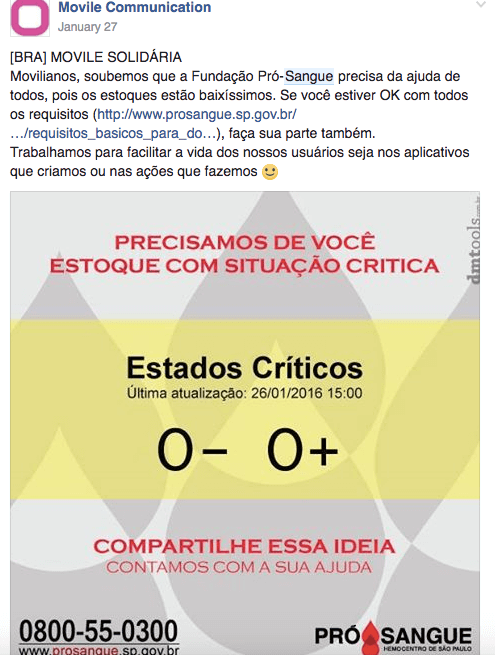 Movile Communication
January 27
[BRA] MOVILE SOLIDÁRIA
Movilianos, soubemos que a Fundação Pró-Sangue precisa da ajuda de
todos, pois os estoques estão baixíssimos. Se você estiver OK com todos
os requisitos (http://www.prosangue.sp.gov.br/
…/requisitos_basicos_para_do…), faça sua parte também.
Trabalhamos para facilitar a vida dos nossos usuários seja nos aplicativos
que criamos ou nas ações que fazemos
PRECISAMOS DE VOCÊ
ESTOQUE COM SITUAÇÃO CRITICA
dmtools.com.br
Estados Críticos
Última atualização: 26/01/2016 15:00
O- O+
COMPARTILHE ESSA IDEIA
CONTAMOS COM A SUA AJUDA
0800-55-0300
www.prosangue.sp.gov.br
PRÓ SANGUE
HEMOCENTRO DE SÃO PAULO